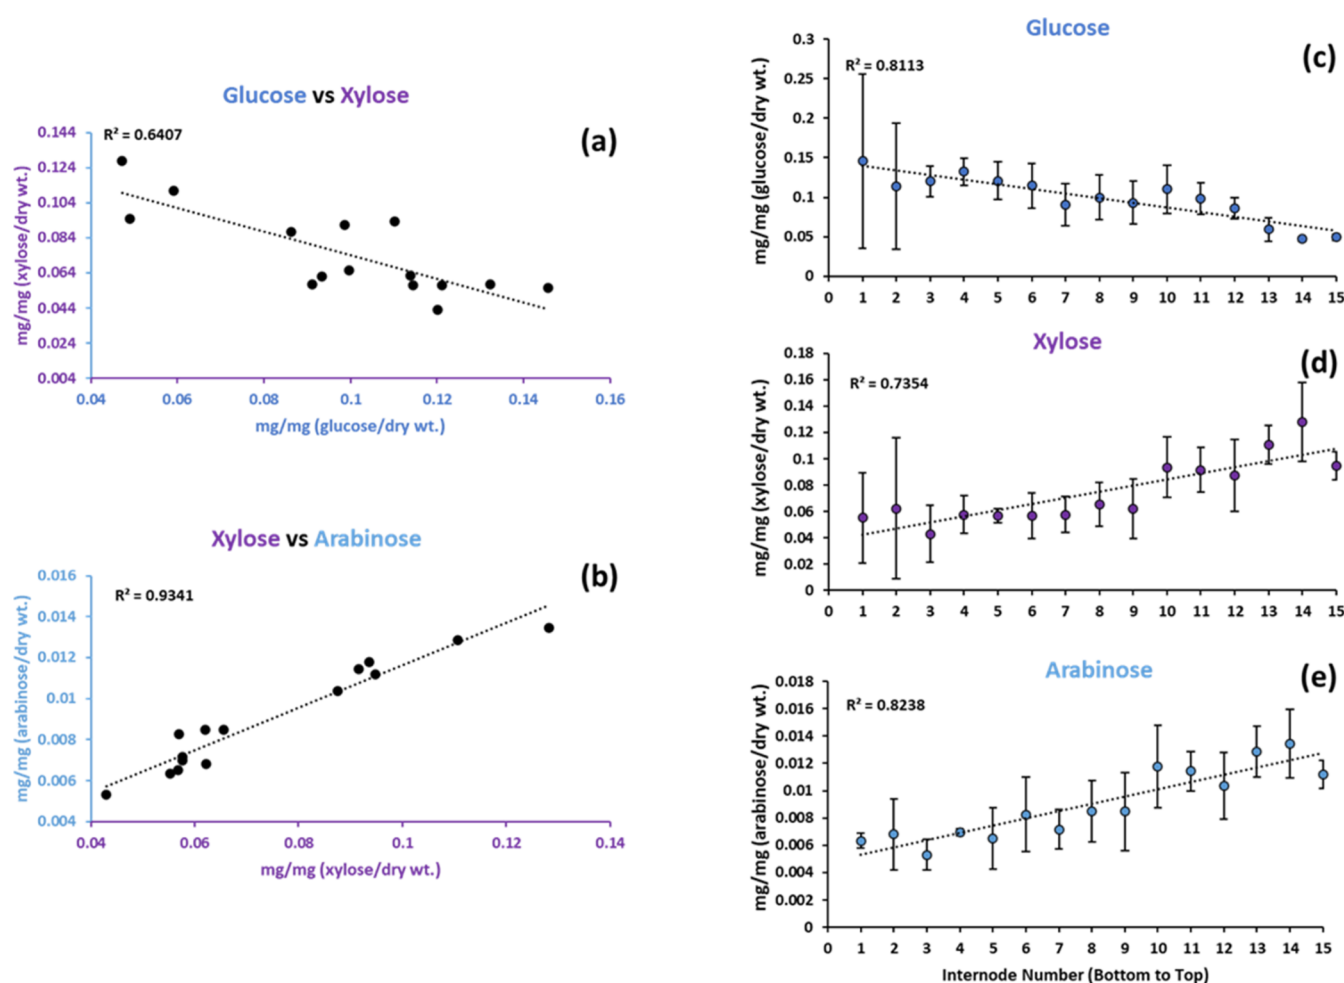 Glucose vs Xylose
(a)
R² = 0.6407
mg/mg (xylose/dry wt.)
0.144
0.124
0.104
0.084
0.064
0.044
0.024
0.004
0.04 0.06 0.08 0.1 0.12 0.14 0.16
mg/mg (glucose/dry wt.)
Xylose vs Arabinose
(b)
R² = 0.9341
mg/mg (arabinose/dry wt.)
0.016
0.014
0.012
0.01
0.008
0.006
0.004
0.04 0.06 0.08 0.1 0.12 0.14
mg/mg (xylose/dry wt.)
Glucose
(c)
R² = 0.8113
mg/mg (glucose/dry wt.)
0.3
0.25
0.2
0.15
0.1
0.05
0
0 1 2 3 4 5 6 7 8 9 10 11 12 13 14 15
Xylose
(d)
R² = 0.7354
mg/mg (xylose/dry wt.)
0.18
0.16
0.14
0.12
0.1
0.08
0.06
0.04
0.02
0
0 1 2 3 4 5 6 7 8 9 10 11 12 13 14 15
Arabinose
(e)
R² = 0.8238
mg/mg (arabinose/dry wt.)
0.018
0.016
0.014
0.012
0.01
0.008
0.006
0.004
0.002
0
0 1 2 3 4 5 6 7 8 9 10 11 12 13 14 15
Internode Number (Bottom to Top)